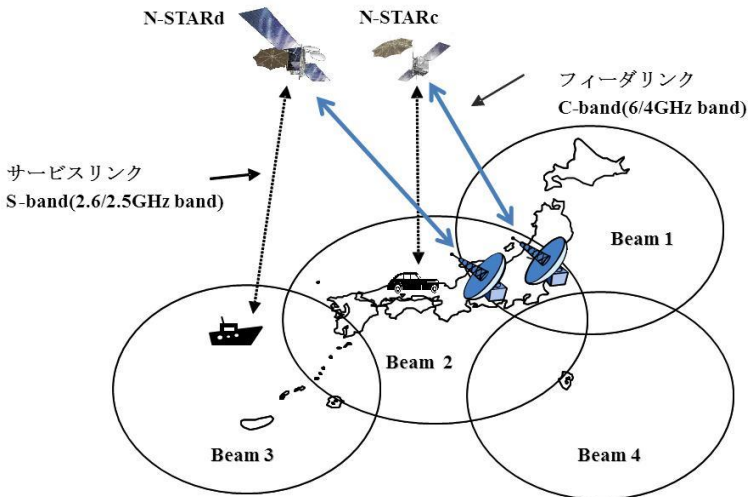 N-STARd
N-STARc
フィーダリンク
C-band(6/4GHz band)
サービスリンク
S-band(2.6/2.5GHz band)
Beam 1
Beam 2
Beam 3
Beam 4